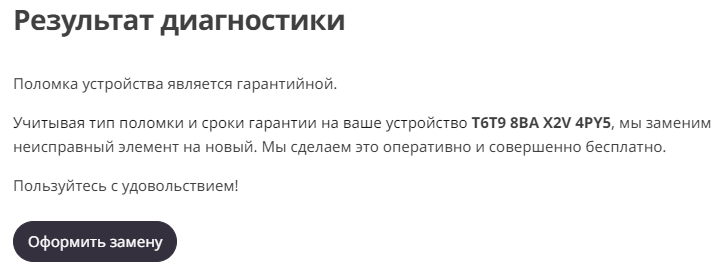 Результат диагностики
Поломка устройства является гарантийной.
Учитывая тип поломки и сроки гарантии на ваше устройство T6T9 8BA X2V 4PY5, мы заменим
неисправный элемент на новый. Мы сделаем это оперативно и совершенно бесплатно.
Пользуйтесь с удовольствием!
Оформить замену